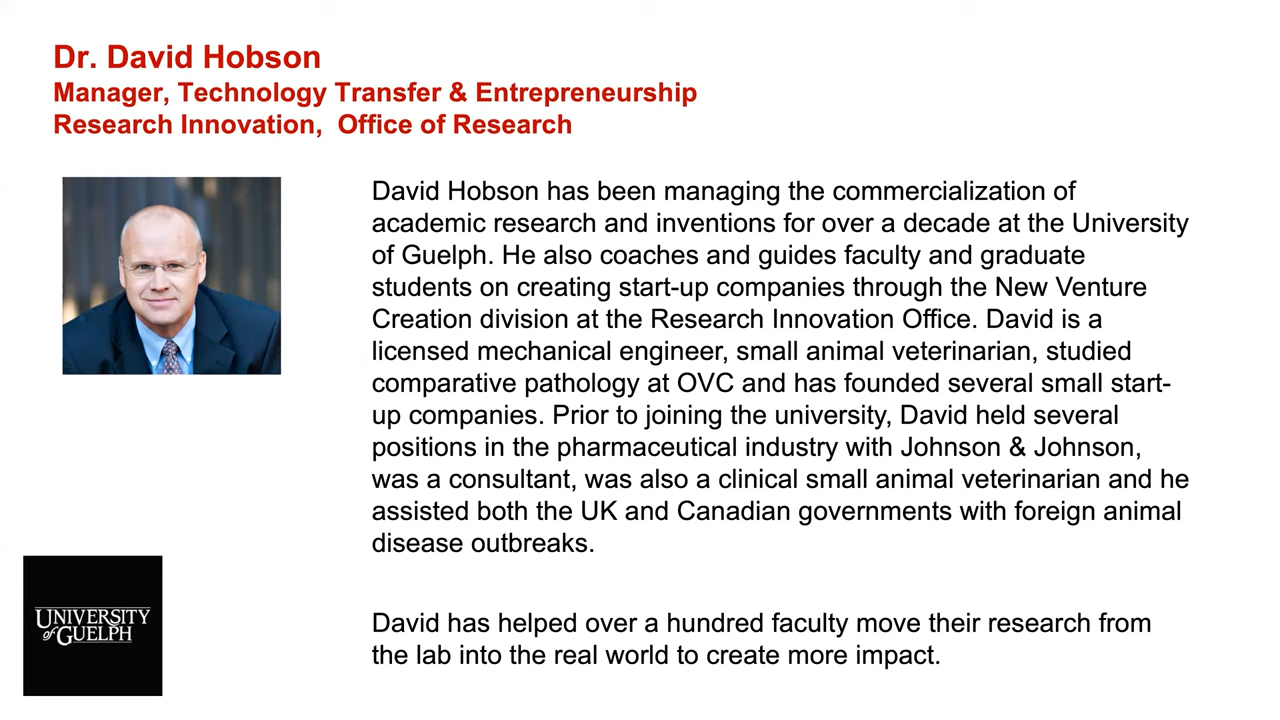 Dr. David Hobson
Manager, Technology Transfer & Entrepreneurship
Research Innovation,  Office of Research
David Hobson has been managing the commercialization of
academic research and inventions for over a decade at the University
of Guelph. He also coaches and guides faculty and graduate
students on creating start-up companies through the New Venture
Creation division at the Research Innovation Office. David is a
licensed mechanical engineer, small animal veterinarian, studied
comparative pathology at OVC and has founded several small start-
up companies. Prior to joining the university, David held several
positions in the pharmaceutical industry with Johnson & Johnson,
was a consultant, was also a clinical small animal veterinarian and he
assisted both the UK and Canadian governments with foreign animal
disease outbreaks.
David has helped over a hundred faculty move their research from
the lab into the real world to create more impact.
UNIVERSITY
of GUELPH